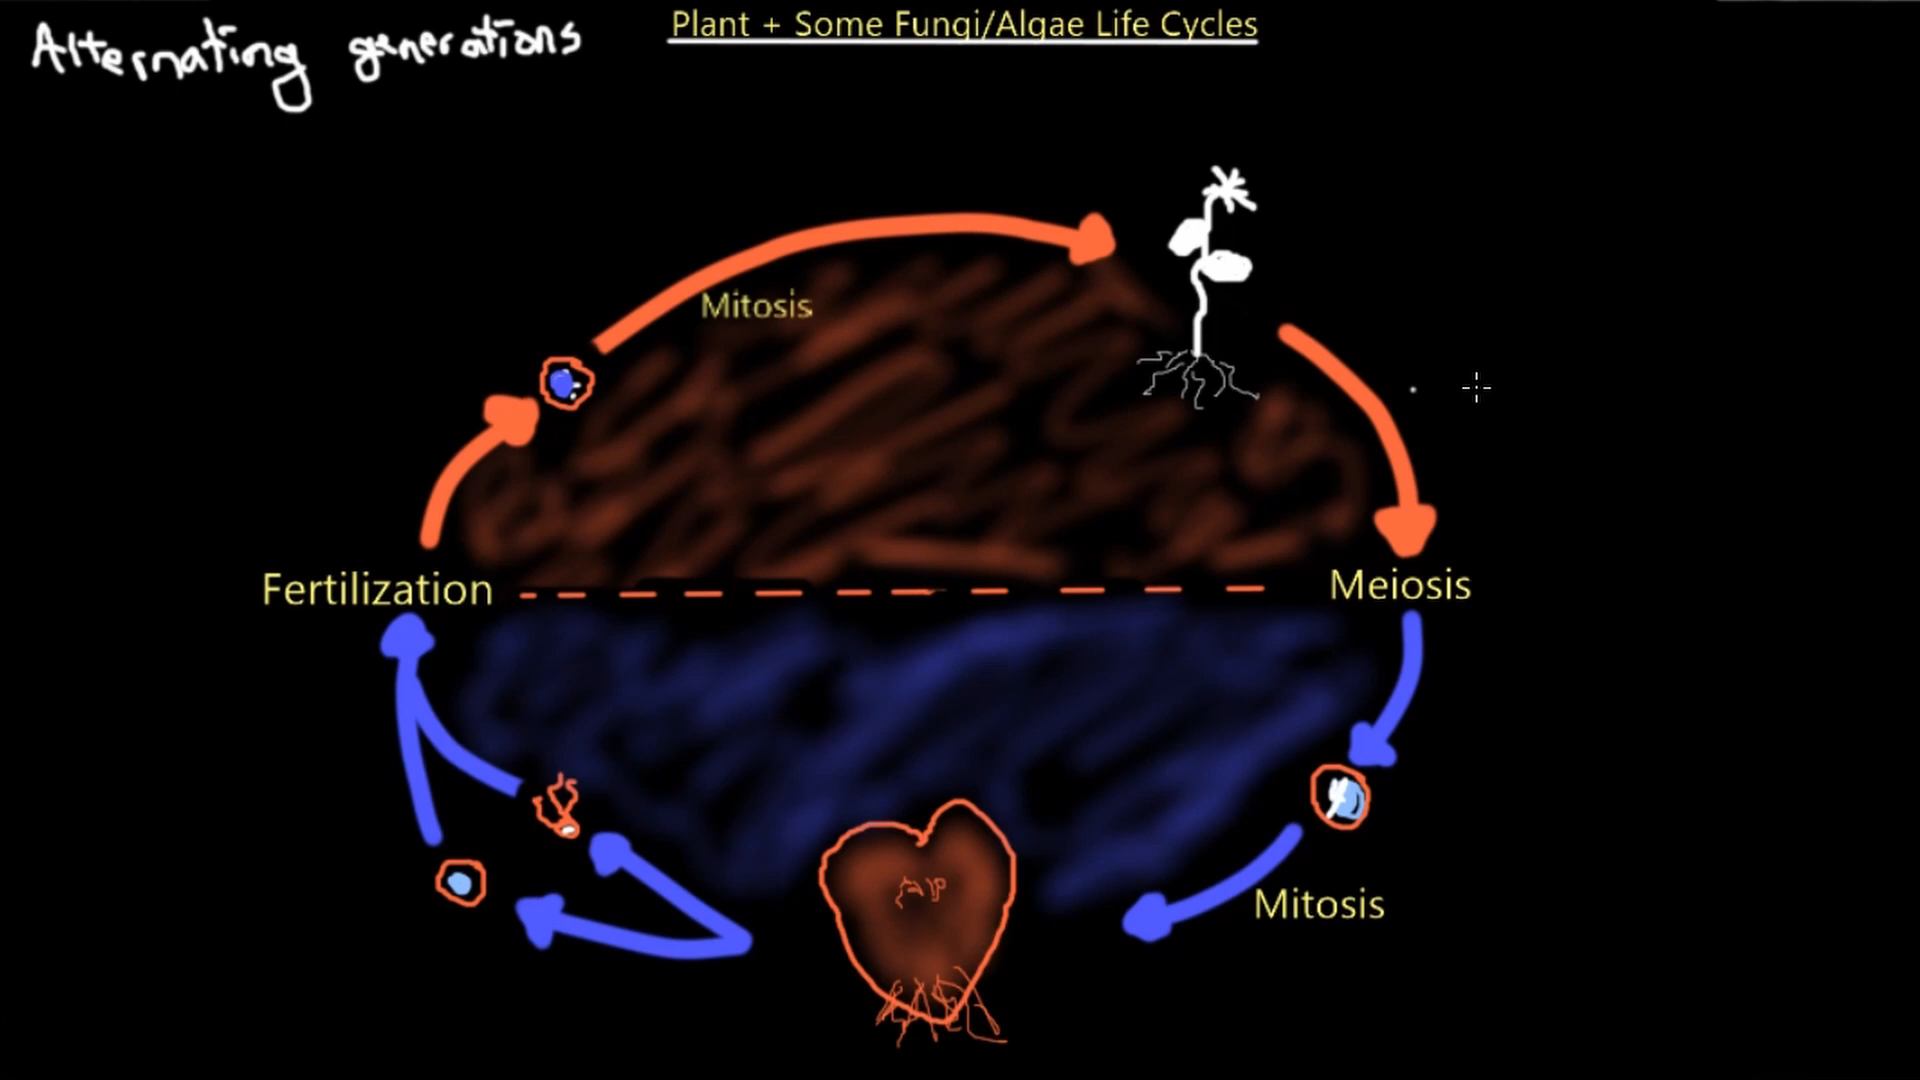 Alternating generations
Plant + Some Fungi/Algae Life Cycles
Mitosis
Fertilization
Meiosis
Mitosis